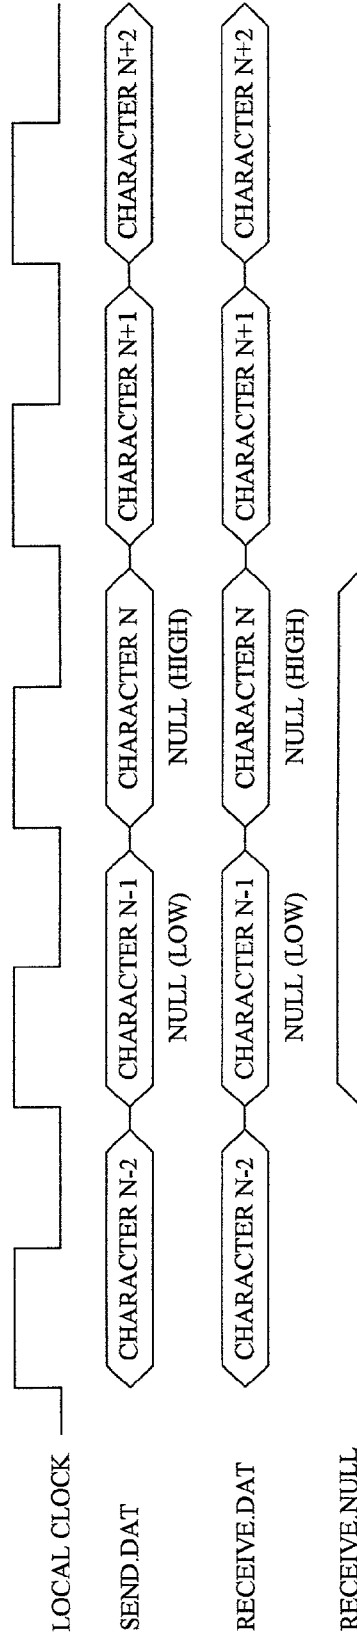 LOCAL CLOCK
SEND.DAT
CHARACTER N-2
CHARACTER N-1
CHARACTER N
CHARACTER N+1
CHARACTER N+2
NULL (LOW)
NULL (HIGH)
RECEIVE.DAT
CHARACTER N-2
CHARACTER N-1
CHARACTER N
CHARACTER N+1
CHARACTER N+2
NULL (LOW)
NULL (HIGH)
RECEIVE.NULL